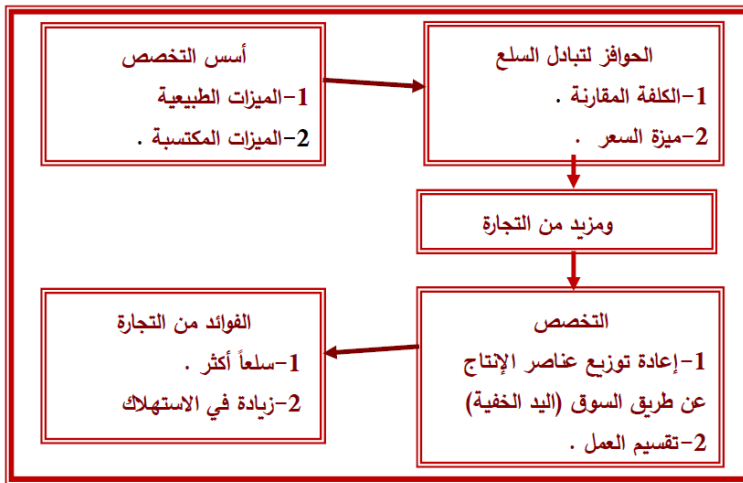 أسس التخصص
1-الميزات الطبيعية
2-الميزات المكتسبة .
الحوافز لتبادل السلع
1-الكلفة المقارنة .
2-ميزة السعر .
ومزيد من التجارة
التخصص
1-إعادة توزيع عناصر الإنتاج
عن طريق السوق (اليد الخفية)
2-تقسيم العمل .
الفوائد من التجارة
1-سلعاً أكثر .
2-زيادة في الاستهلاك